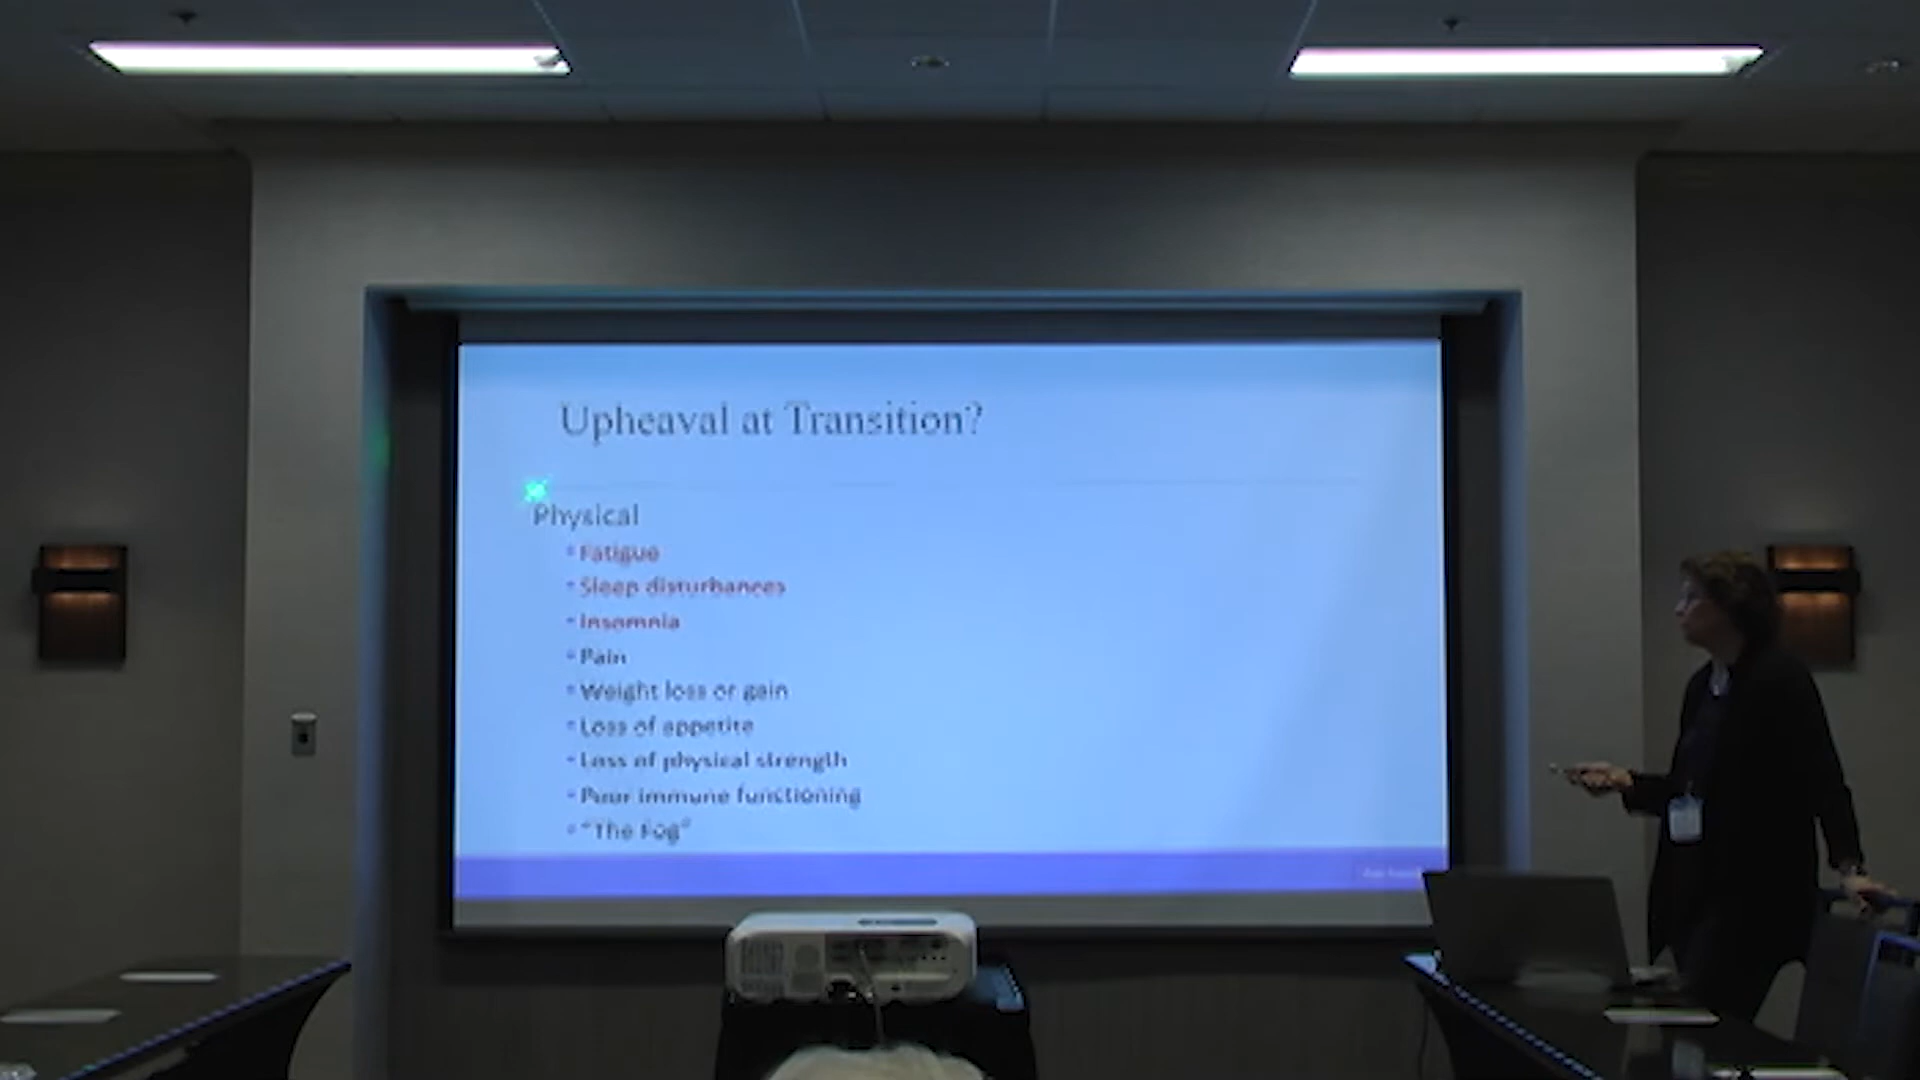 Upheaval at Transition?
Physical
Fatigue
Sleep disturbances
Insomnia
Pain
Weight loss or gain
Loss of appetite
Loss of physical strength
Poor immune functioning
"The Fog"